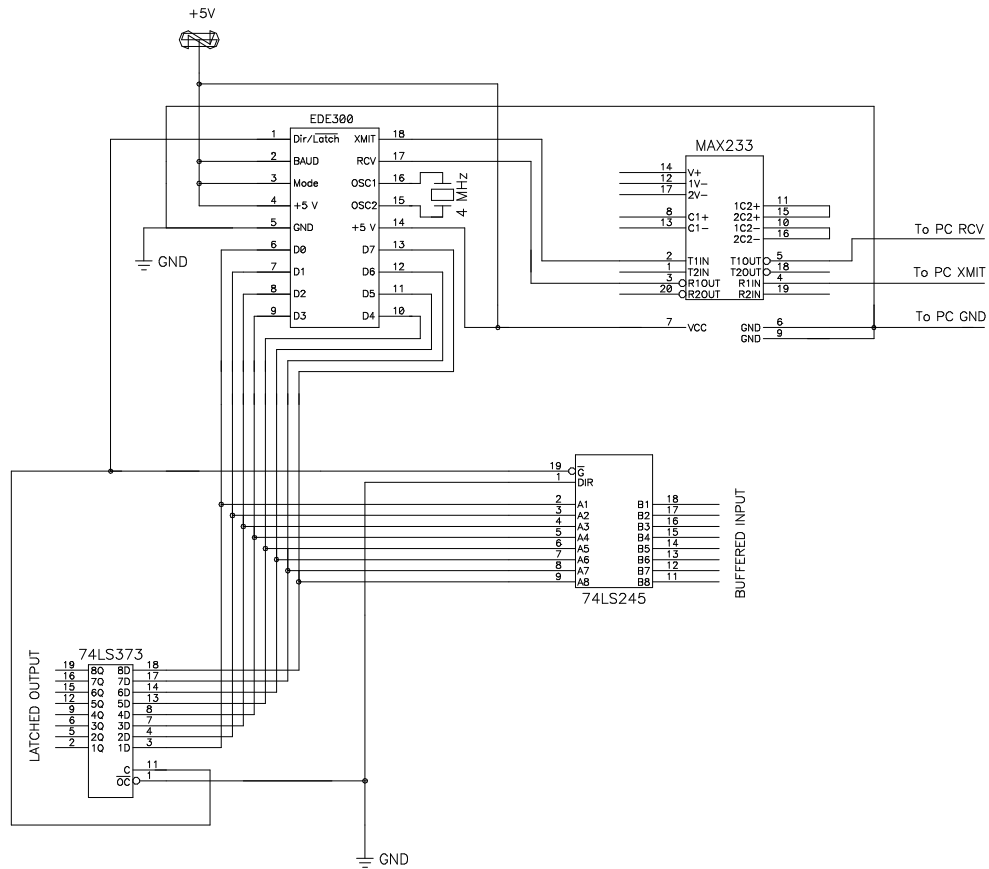 +5V
EDE300
1 Dir/Latch XMIT 18
2 BAUD RCV 17
3 Mode OSC1 16
4 +5 V OSC2 15
5 GND +5 V 14
6 D0 D7 13
7 D1 D6 12
8 D2 D5 11
9 D3 D4 10
4 MHz
GND
MAX233
14 V+
12 1V-
17 2V-
1C2+ 11
8 C1+ 2C2+ 15
13 C1- 1C2- 10
2C2- 16
To PC RCV
2 T1IN T1OUT 5
1 T2IN T2OUT 18
To PC XMIT
3 R1OUT R1IN 4
20 R2OUT R2IN 19
To PC GND
7 VCC GND 6
GND 9
19 G
1 DIR
2 A1 B1 18
3 A2 B2 17
4 A3 B3 16
5 A4 B4 15
6 A5 B5 14
7 A6 B6 13
8 A7 B7 12
9 A8 B8 11
74LS245
BUFFERED INPUT
74LS373
LATCHED OUTPUT
19 8Q 8D 18
16 7Q 7D 17
15 6Q 6D 14
12 5Q 5D 13
9 4Q 4D 8
6 3Q 3D 7
5 2Q 2D 4
2 1Q 1D 3
C 11
OC 1
GND